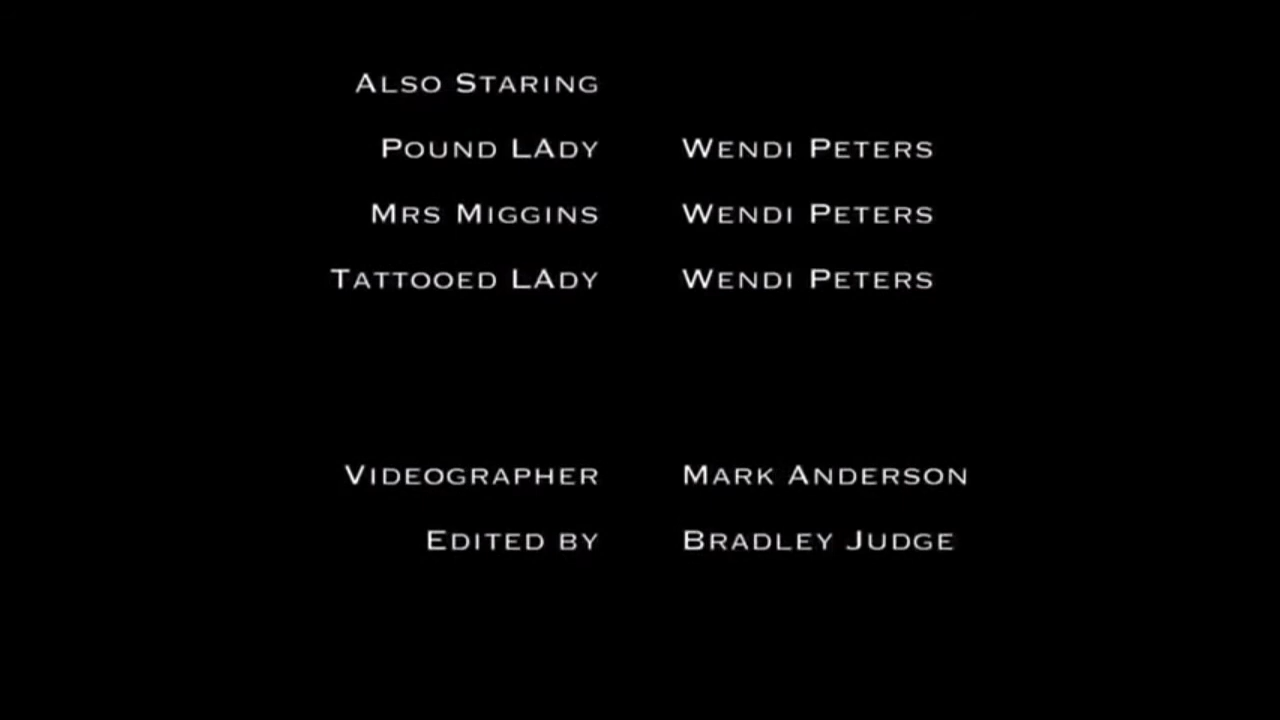 Also Staring
Pound LAdy Wendi Peters
Mrs Miggins Wendi Peters
Tattooed LAdy Wendi Peters
Videographer Mark Anderson
Edited by Bradley Judge